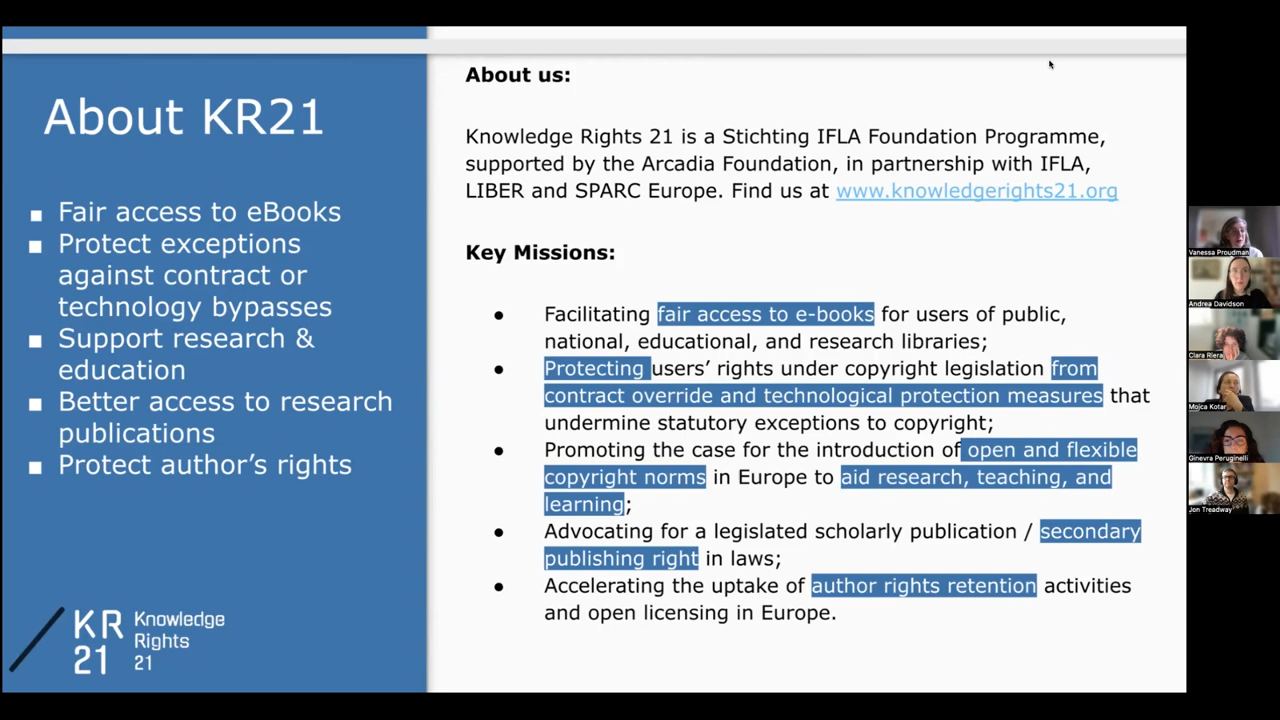 About KR21
▪ Fair access to eBooks
▪ Protect exceptions
against contract or
technology bypasses
▪ Support research &
education
▪ Better access to research
publications
▪ Protect author's rights
KR
21
Knowledge
Rights
21
About us:
Knowledge Rights 21 is a Stichting IFLA Foundation Programme,
supported by the Arcadia Foundation, in partnership with IFLA,
LIBER and SPARC Europe. Find us at www.knowledgerights21.org
Key Missions:
● Facilitating fair access to e-books for users of public,
national, educational, and research libraries;
● Protecting users' rights under copyright legislation from
contract override and technological protection measures that
undermine statutory exceptions to copyright;
● Promoting the case for the introduction of open and flexible
copyright norms in Europe to aid research, teaching, and
learning;
● Advocating for a legislated scholarly publication / secondary
publishing right in laws;
● Accelerating the uptake of author rights retention activities
and open licensing in Europe.
Vanessa Proudman
Andrea Davidson
Clara Riera
Mojca Kotar
Ginevra Peruginelli
Jon Treadway